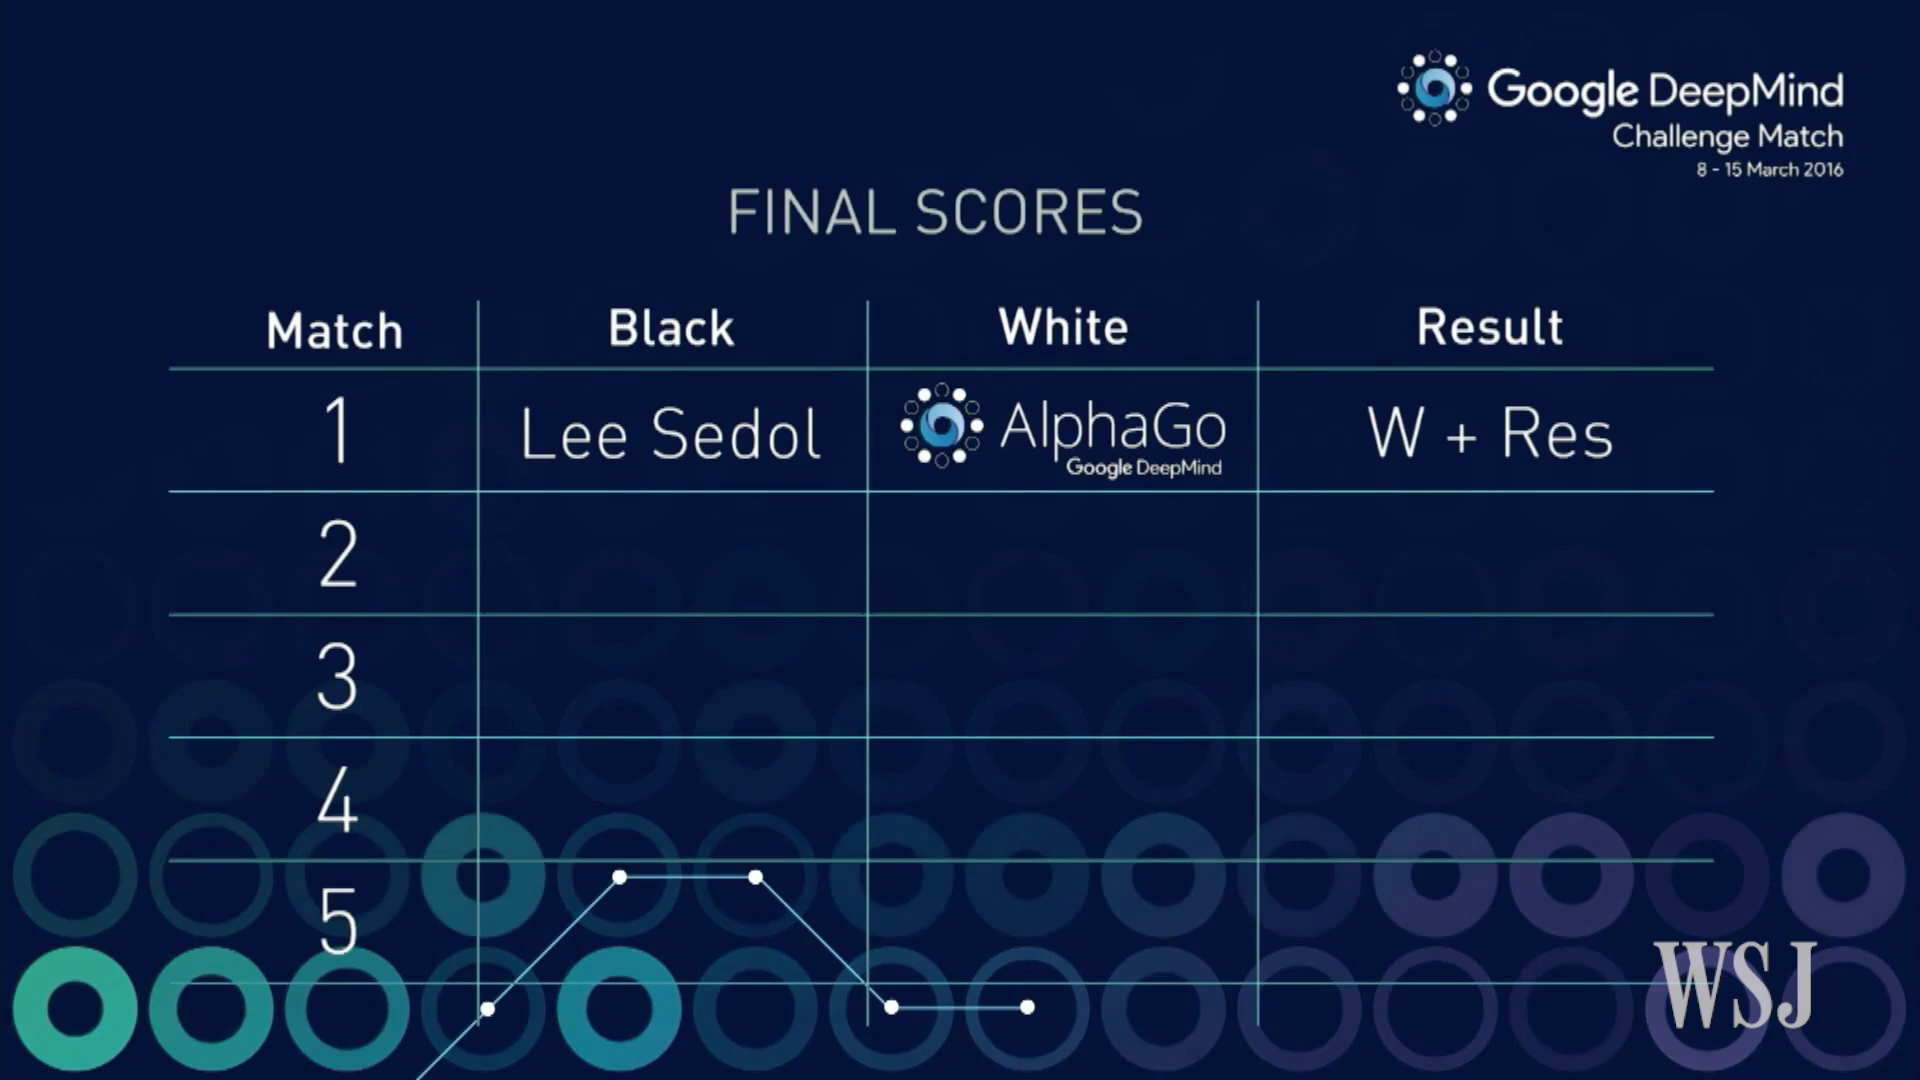 Google DeepMind
Challenge Match
8 - 15 March 2016
FINAL SCORES
Match Black White Result
1 Lee Sedol AlphaGo W + Res
Google DeepMind
2
3
4
5
WSJ